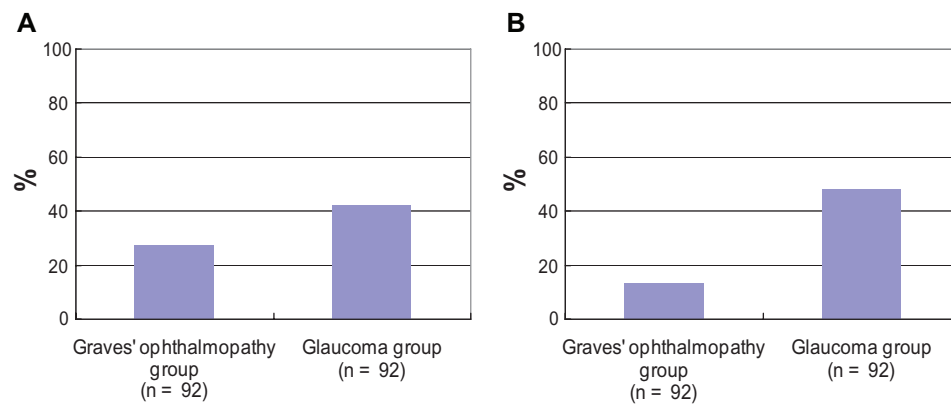 A
100
80
60
40
20
0
%
Graves' ophthalmopathy
group
(n = 92)
Glaucoma group
(n = 92)
B
100
80
60
40
20
0
%
Graves' ophthalmopathy
group
(n = 92)
Glaucoma group
(n = 92)